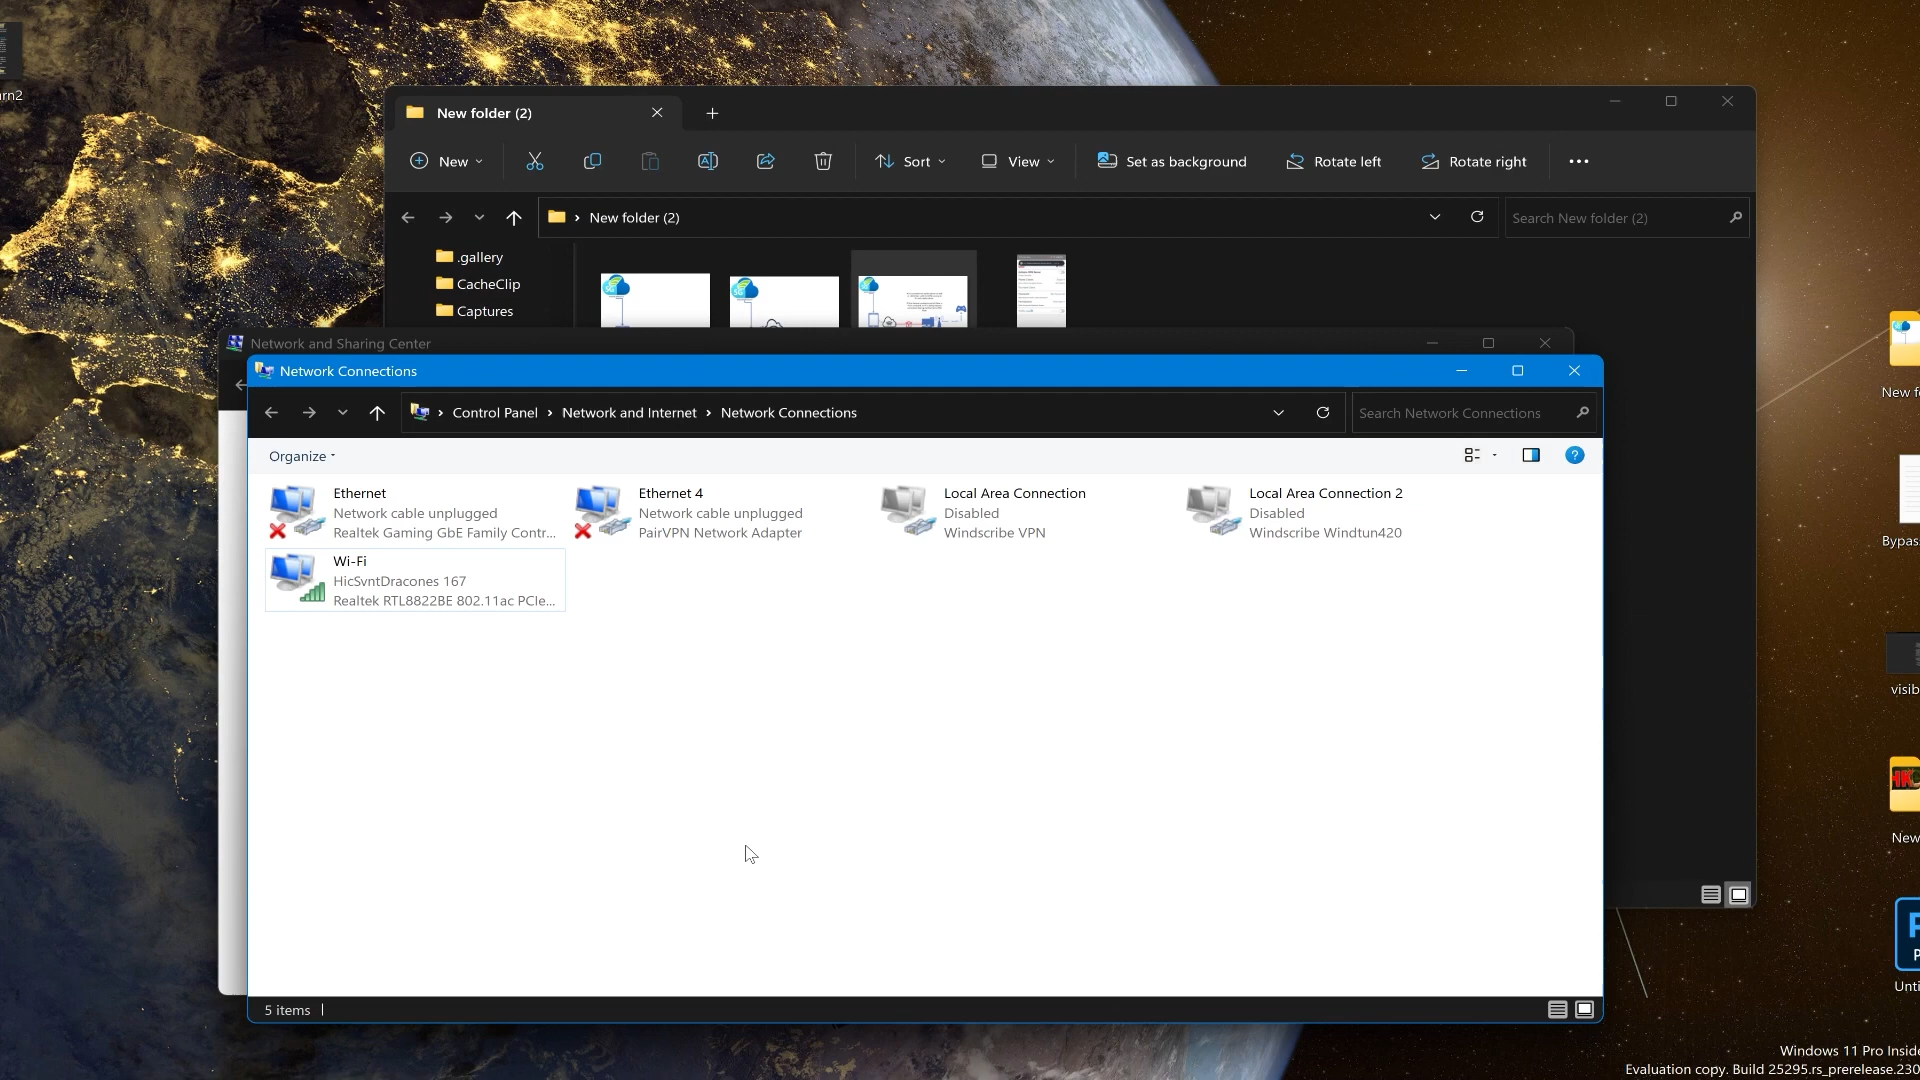 rn2
New folder (2)
New
Sort
View
Set as background
Rotate left
Rotate right
New folder (2)
Search New folder (2)
.gallery
CacheClip
Captures
5G
5G
Network and Sharing Center
Network Connections
Control Panel
Network and Internet
Network Connections
Search Network Connections
Organize
Ethernet
Network cable unplugged
Realtek Gaming GbE Family Contr...
Ethernet 4
Network cable unplugged
PairVPN Network Adapter
Local Area Connection
Disabled
Windscribe VPN
Local Area Connection 2
Disabled
Windscribe Windtun420
Wi-Fi
HicSvntDracones 167
Realtek RTL8822BE 802.11ac PCIe...
5 items
New fo
Bypas
visib
New
P
Unti
Windows 11 Pro Inside
Evaluation copy. Build 25295.rs_prerelease.230